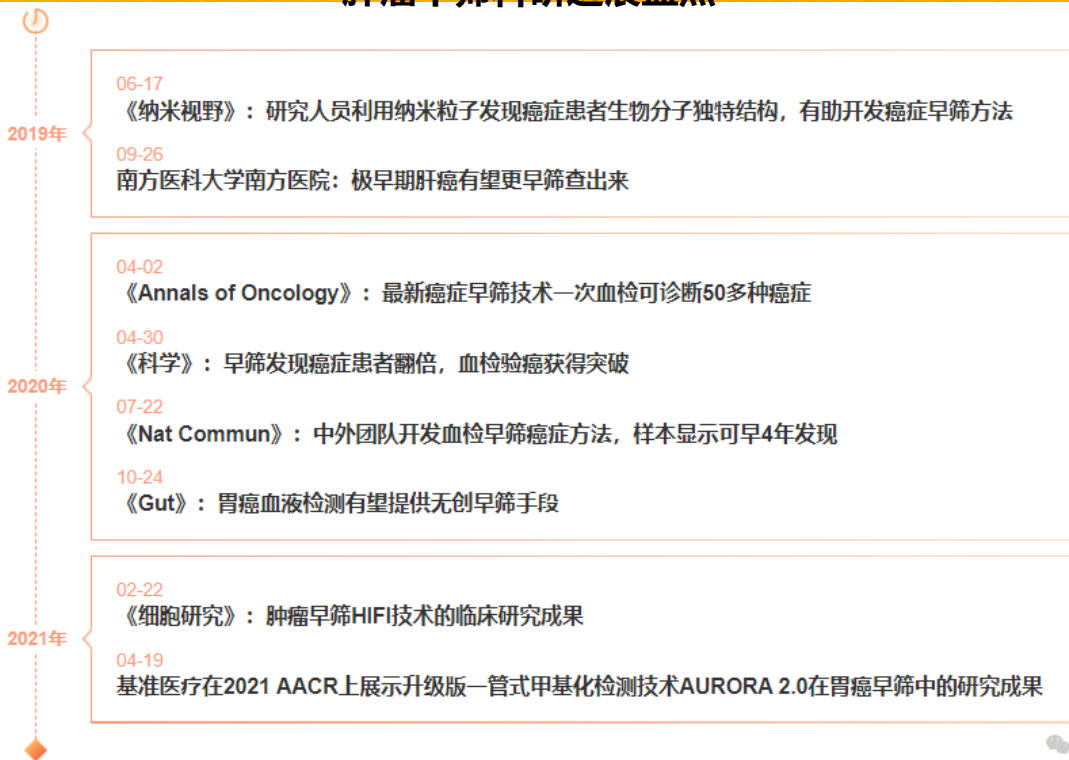 肿瘤早筛科研进展盘点
2019年
06-17
《纳米视野》：研究人员利用纳米粒子发现癌症患者生物分子独特结构，有助开发癌症早筛方法
09-26
南方医科大学南方医院：极早期肝癌有望更早筛查出来
2020年
04-02
《Annals of Oncology》：最新癌症早筛技术一次血检可诊断50多种癌症
04-30
《科学》：早筛发现癌症患者翻倍，血检验癌获得突破
07-22
《Nat Commun》：中外团队开发血检早筛癌症方法，样本显示可早4年发现
10-24
《Gut》：胃癌血液检测有望提供无创早筛手段
2021年
02-22
《细胞研究》：肿瘤早筛HIFI技术的临床研究成果
04-19
基准医疗在2021 AACR上展示升级版一管式甲基化检测技术AURORA 2.0在胃癌早筛中的研究成果